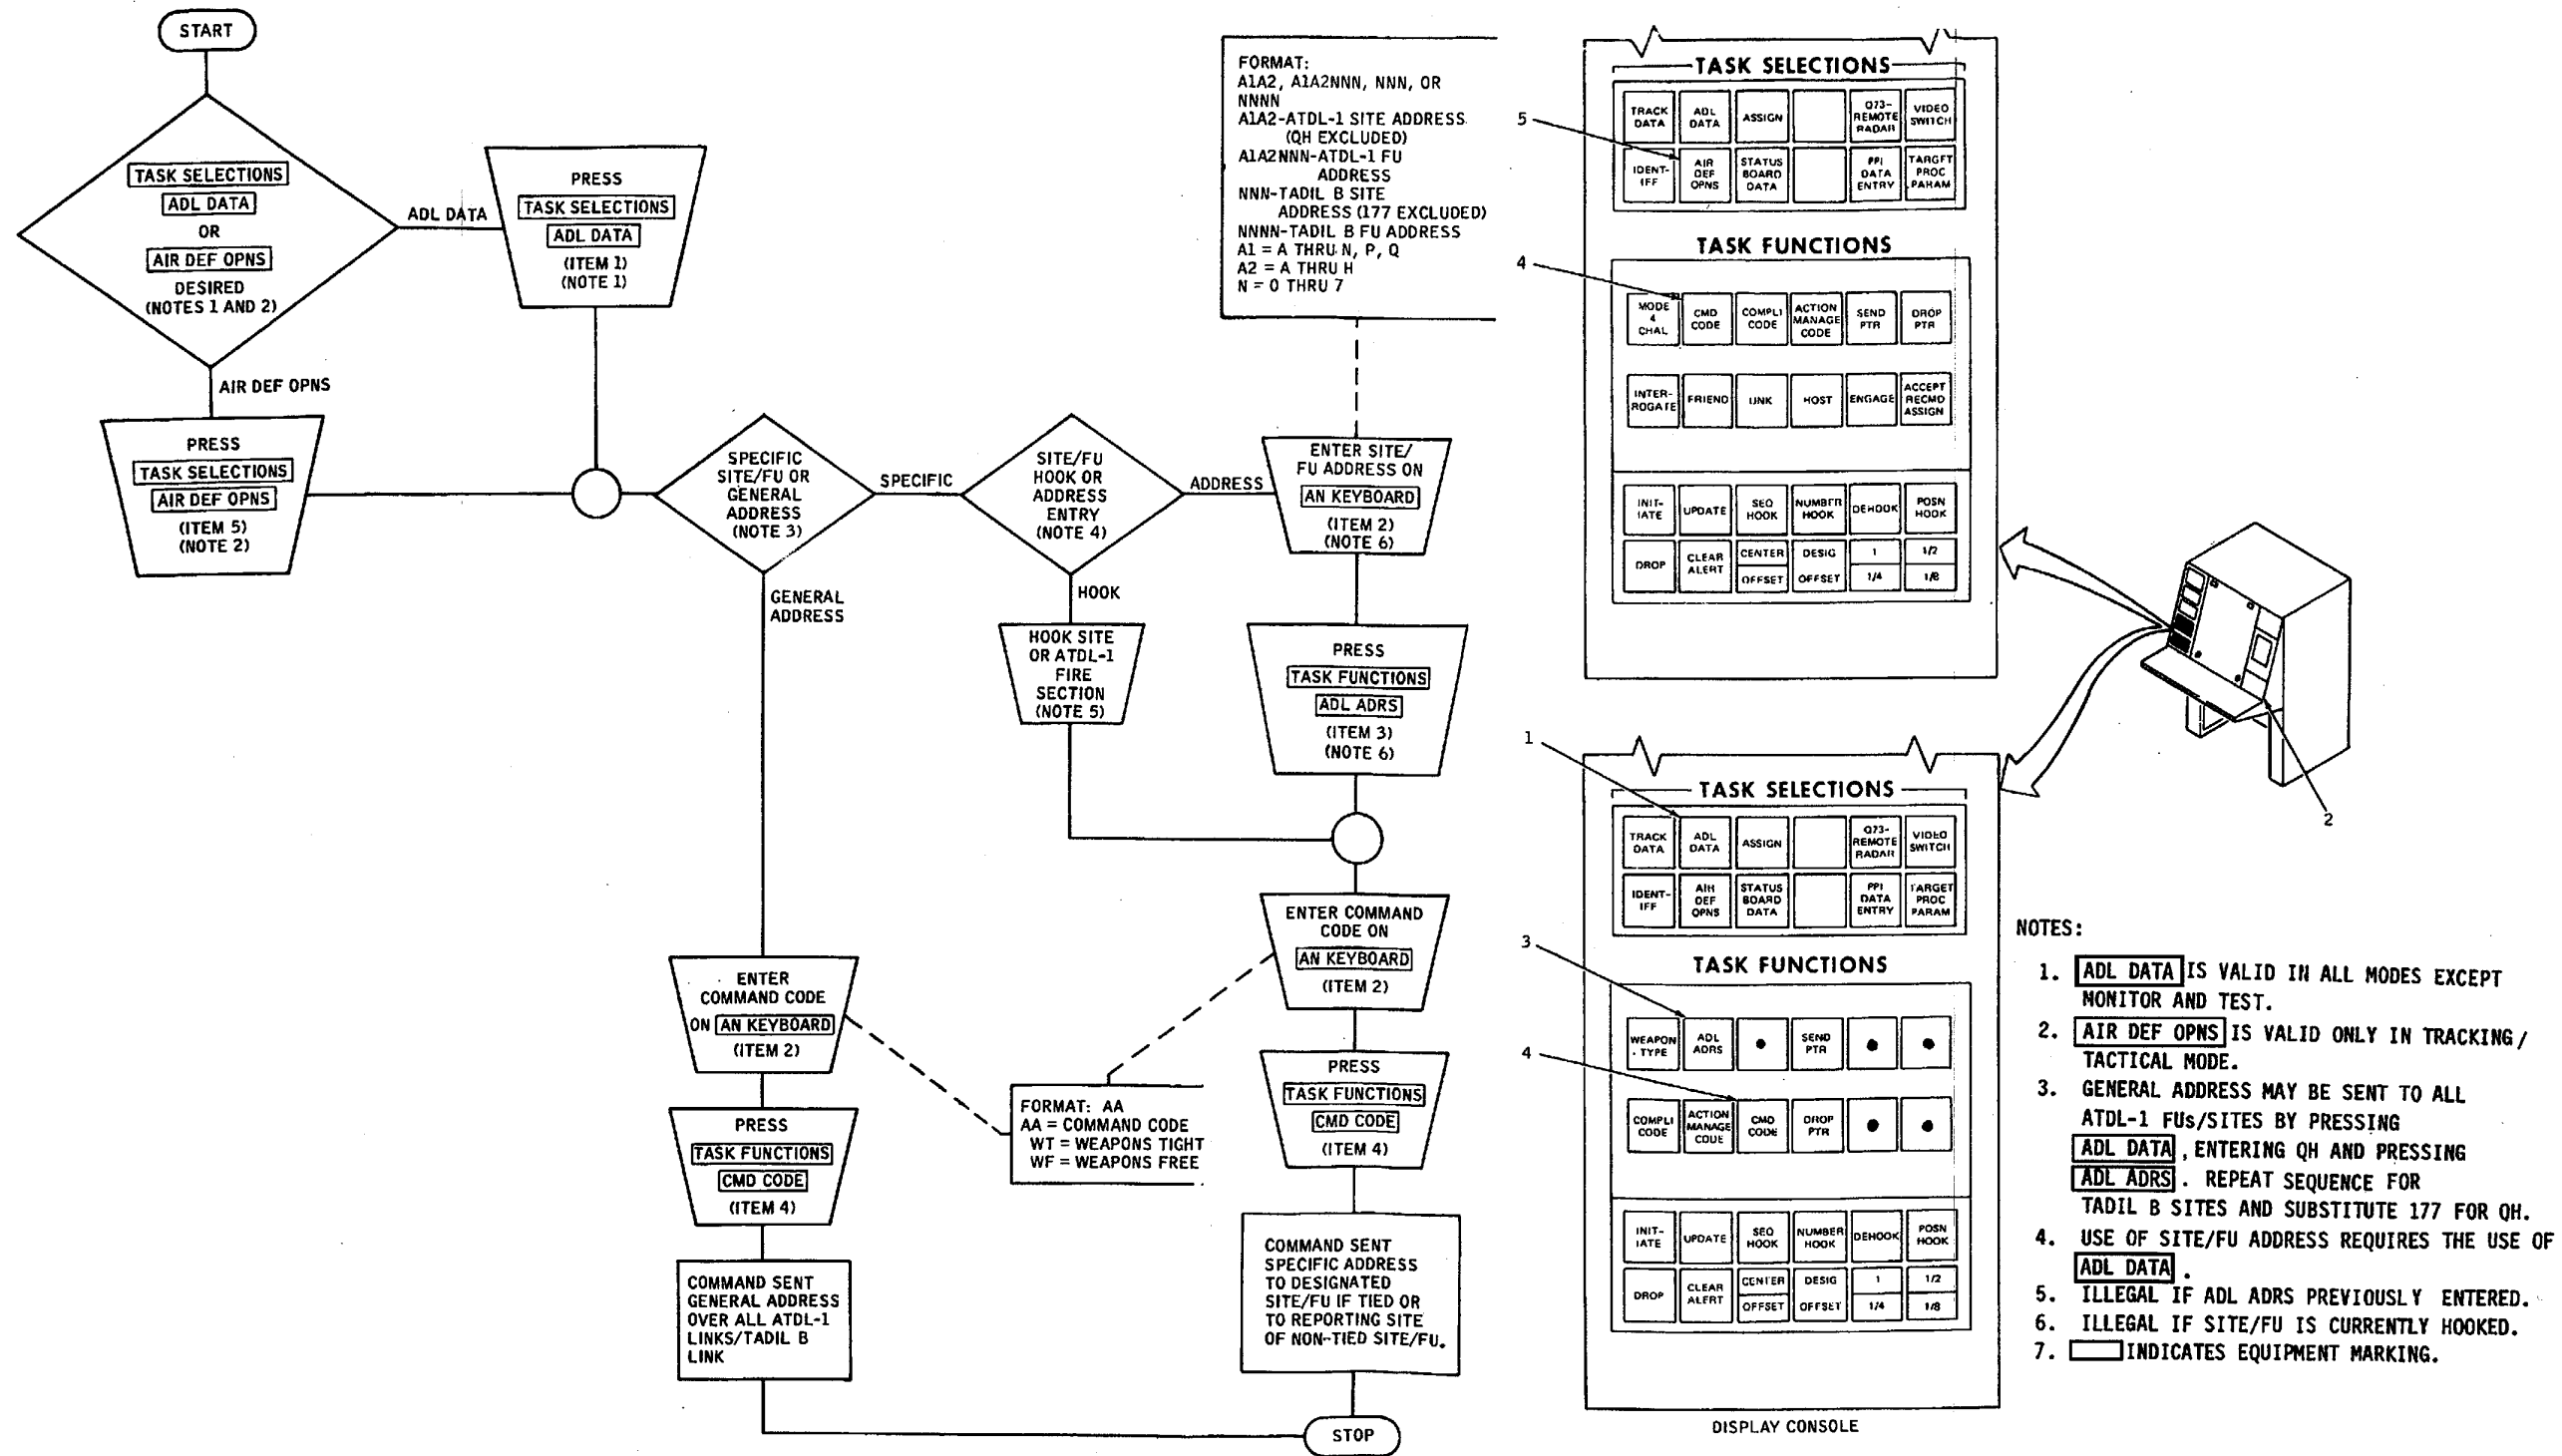 START
TASK SELECTIONS
ADL DATA
OR
AIR DEF OPNS
DESIRED
(NOTES 1 AND 2)
ADL DATA
PRESS
TASK SELECTIONS
ADL DATA
(ITEM 1)
(NOTE 1)
AIR DEF OPNS
PRESS
TASK SELECTIONS
AIR DEF OPNS
(ITEM 5)
(NOTE 2)
SPECIFIC
SITE/FU OR
GENERAL
ADDRESS
(NOTE 3)
SPECIFIC
SITE/FU
HOOK OR
ADDRESS
ENTRY
(NOTE 4)
ADDRESS
FORMAT:
A1A2, A1A2NNN, NNN, OR
NNNN
A1A2-ATDL-1 SITE ADDRESS
(QH EXCLUDED)
A1A2NNN-ATDL-1 FU
ADDRESS
NNN-TADIL B SITE
ADDRESS (177 EXCLUDED)
NNNN-TADIL B FU ADDRESS
A1 = A THRU N, P, Q
A2 = A THRU H
N = 0 THRU 7
ENTER SITE/
FU ADDRESS ON
AN KEYBOARD
(ITEM 2)
(NOTE 6)
GENERAL
ADDRESS
HOOK
HOOK SITE
OR ATDL-1
FIRE
SECTION
(NOTE 5)
PRESS
TASK FUNCTIONS
ADL ADRS
(ITEM 3)
(NOTE 6)
ENTER COMMAND
CODE ON
AN KEYBOARD
(ITEM 2)
ENTER
COMMAND CODE
ON AN KEYBOARD
(ITEM 2)
FORMAT: AA
AA = COMMAND CODE
WT = WEAPONS TIGHT
WF = WEAPONS FREE
PRESS
TASK FUNCTIONS
CMD CODE
(ITEM 4)
PRESS
TASK FUNCTIONS
CMD CODE
(ITEM 4)
COMMAND SENT
GENERAL ADDRESS
OVER ALL ATDL-1
LINKS/TADIL B
LINK
COMMAND SENT
SPECIFIC ADDRESS
TO DESIGNATED
SITE/FU IF TIED OR
TO REPORTING SITE
OF NON-TIED SITE/FU.
STOP
TASK SELECTIONS
5
TRACK DATA ADL DATA ASSIGN Q73-REMOTE RADAR VIDEO SWITCH
IDENT-IFF AIR DEF OPNS STATUS BOARD DATA PPI DATA ENTRY TARGET PROC PARAM
TASK FUNCTIONS
4
MODE 4 CHAL CMD CODE COMPLI CODE ACTION MANAGE CODE SEND PTR DROP PTR
INTER-ROGATE FRIEND LINK HOST ENGAGE ACCEPT RECMD ASSIGN
INIT-IATE UPDATE SEQ HOOK NUMBER HOOK DEHOOK POSN HOOK
DROP CLEAR ALERT CENTER OFFSET DESIG OFFSET 1 1/4 1/2 1/8
2
1
TASK SELECTIONS
TRACK DATA ADL DATA ASSIGN Q73-REMOTE RADAR VIDEO SWITCH
IDENT-IFF AIR DEF OPNS STATUS BOARD DATA PPI DATA ENTRY TARGET PROC PARAM
3
TASK FUNCTIONS
WEAPON TYPE ADL ADRS SEND PTR
4
COMPLI CODE ACTION MANAGE CODE CMD CODE DROP PTR
INIT-IATE UPDATE SEQ HOOK NUMBER HOOK DEHOOK POSN HOOK
DROP CLEAR ALERT CENTER OFFSET DESIG OFFSET 1 1/4 1/2 1/8
DISPLAY CONSOLE
NOTES:
1. ADL DATA IS VALID IN ALL MODES EXCEPT
MONITOR AND TEST.
2. AIR DEF OPNS IS VALID ONLY IN TRACKING/
TACTICAL MODE.
3. GENERAL ADDRESS MAY BE SENT TO ALL
ATDL-1 FUs/SITES BY PRESSING
ADL DATA, ENTERING QH AND PRESSING
ADL ADRS. REPEAT SEQUENCE FOR
TADIL B SITES AND SUBSTITUTE 177 FOR QH.
4. USE OF SITE/FU ADDRESS REQUIRES THE USE OF
ADL DATA.
5. ILLEGAL IF ADL ADRS PREVIOUSLY ENTERED.
6. ILLEGAL IF SITE/FU IS CURRENTLY HOOKED.
7. INDICATES EQUIPMENT MARKING.